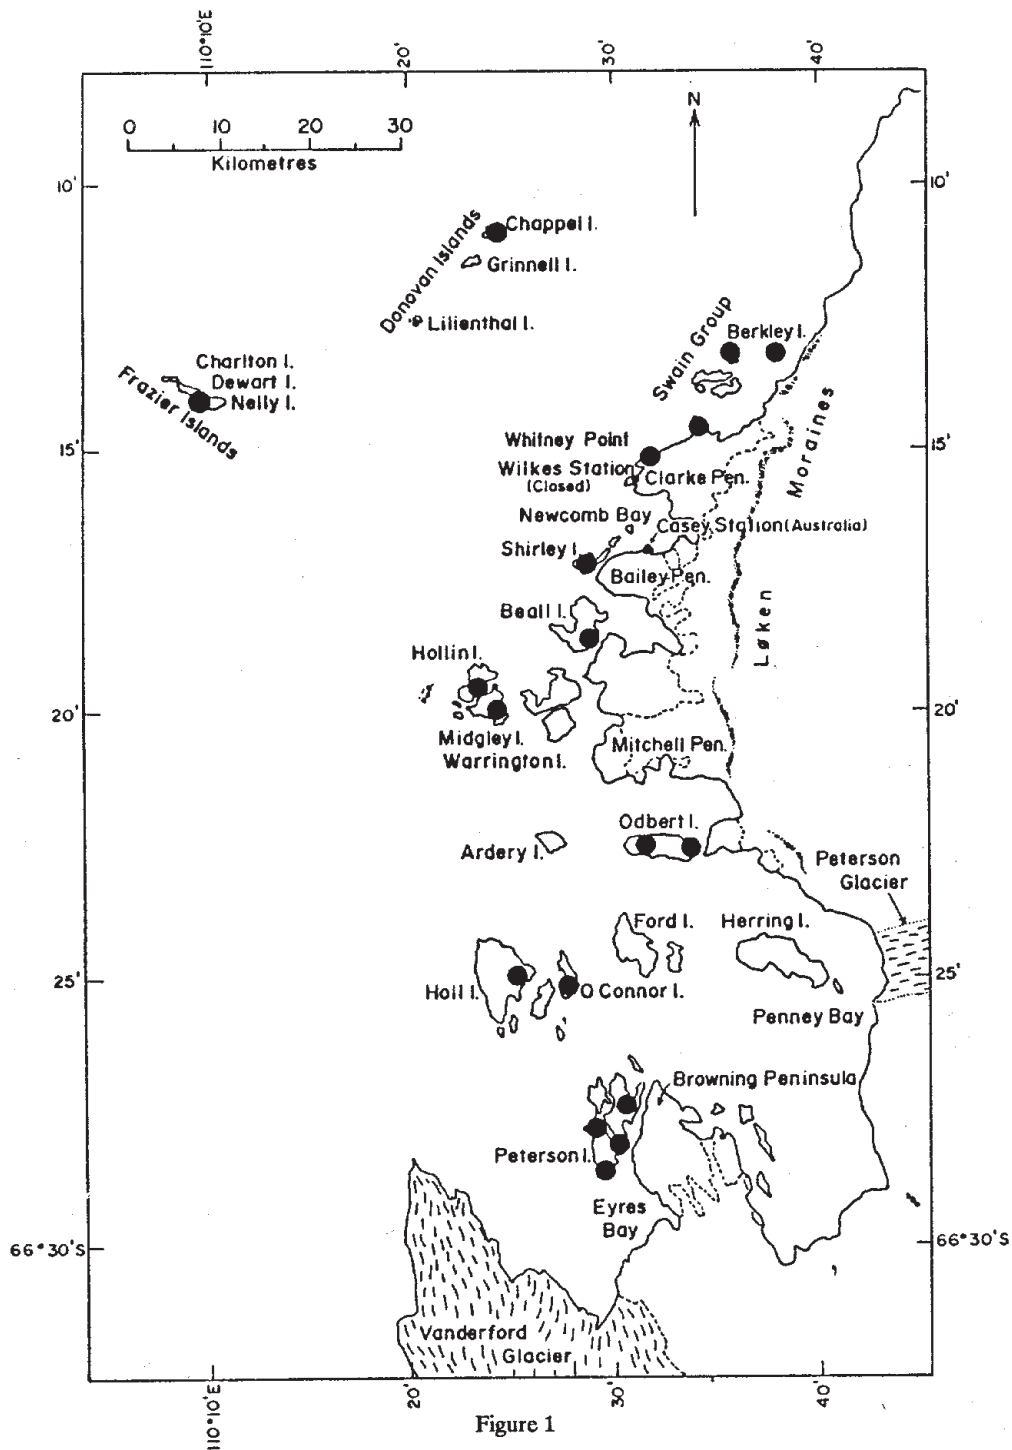 110°10'E
20'
30'
40'
N
0 10 20 30
Kilometres
10'
10'
Chappel I.
Donovan Islands
Grinnell I.
Lilienthal I.
Swain Group
Berkley I.
Charlton I.
Dewart I.
Nelly I.
Frazier Islands
Moraines
Whitney Point
15'
15'
Wilkes Station
(Closed)
Clarke Pen.
Newcomb Bay
Casey Station (Australia)
Shirley I.
Bailey Pen.
Løken
Beall I.
Hollin I.
20'
20'
Midgley I.
Warrington I.
Mitchell Pen.
Odbert I.
Ardery I.
Peterson
Glacier
Ford I.
Herring I.
25'
25'
Holl I.
O Connor I.
Penney Bay
Browning Peninsula
Peterson I.
Eyres
Bay
66°30'S
66°30'S
Vanderford
Glacier
110°10'E
20'
30'
40'
Figure 1